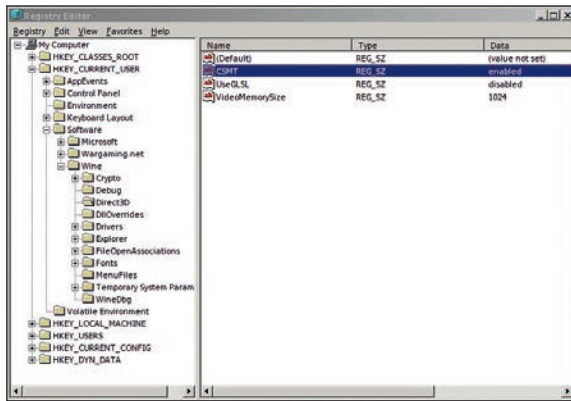 Registry Editor
Registry Edit View Favorites Help
My Computer
HKEY_CLASSES_ROOT
HKEY_CURRENT_USER
AppEvents
Control Panel
Environment
Keyboard Layout
Software
Microsoft
Wargaming.net
Wine
Crypto
Debug
Direct3D
DllOverrides
Drivers
Explorer
FileOpenAssociations
Fonts
MenuFiles
Temporary System Param
WineDbg
Volatile Environment
HKEY_LOCAL_MACHINE
HKEY_USERS
HKEY_CURRENT_CONFIG
HKEY_DYN_DATA
Name Type Data
(Default) REG_SZ (value not set)
CSMT REG_SZ enabled
UseGLSL REG_SZ disabled
VideoMemorySize REG_SZ 1024